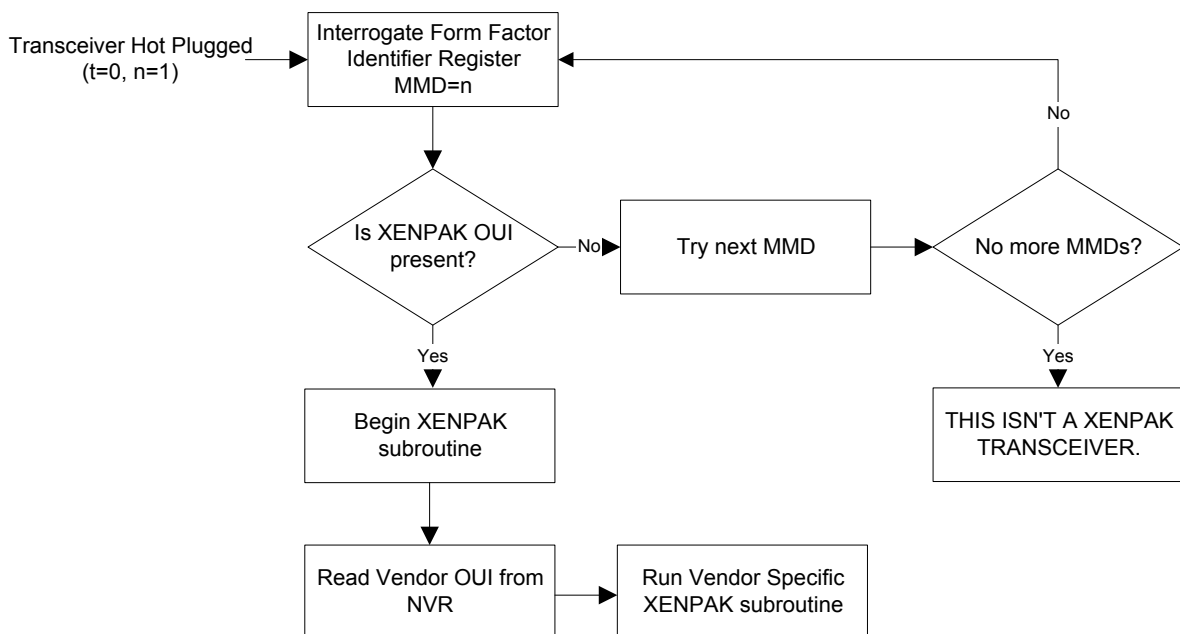 Transceiver Hot Plugged
(t=0, n=1)
Interrogate Form Factor
Identifier Register
MMD=n
No
Is XENPAK OUI
present?
No
Try next MMD
No more MMDs?
Yes
Yes
Begin XENPAK
subroutine
THIS ISN'T A XENPAK
TRANSCEIVER.
Read Vendor OUI from
NVR
Run Vendor Specific
XENPAK subroutine